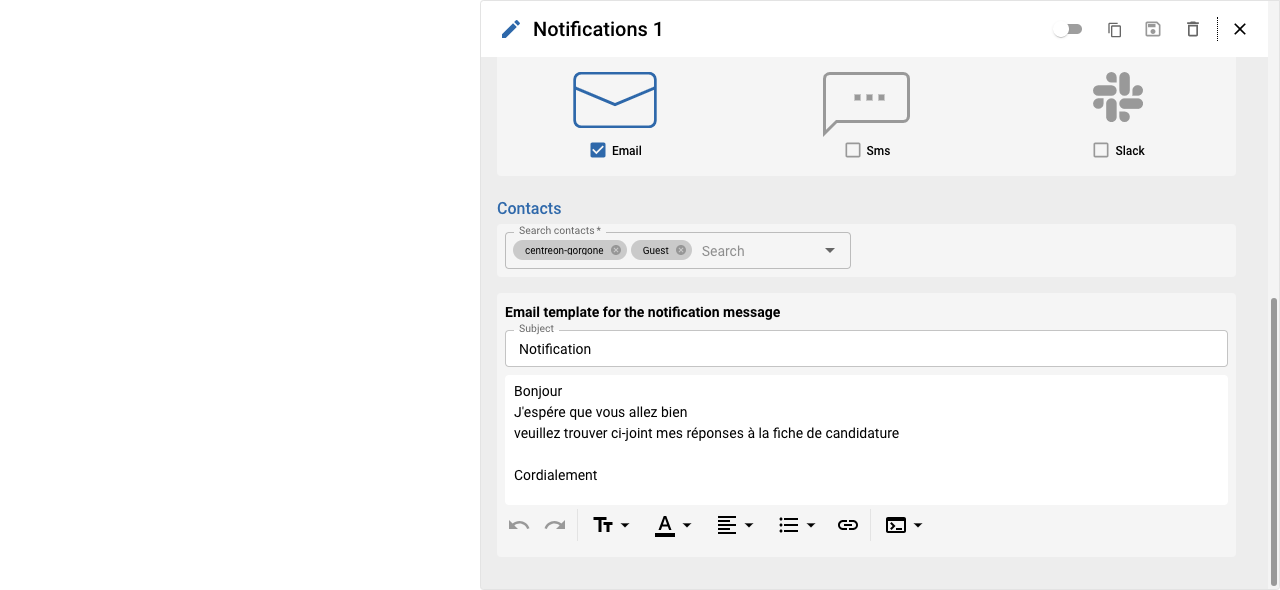 Notifications 1
Email
Sms
Slack
Contacts
Search contacts *
centreon-gorgone Guest Search
Email template for the notification message
Subject
Notification
Bonjour
J'espére que vous allez bien
veuillez trouver ci-joint mes réponses à la fiche de candidature
Cordialement